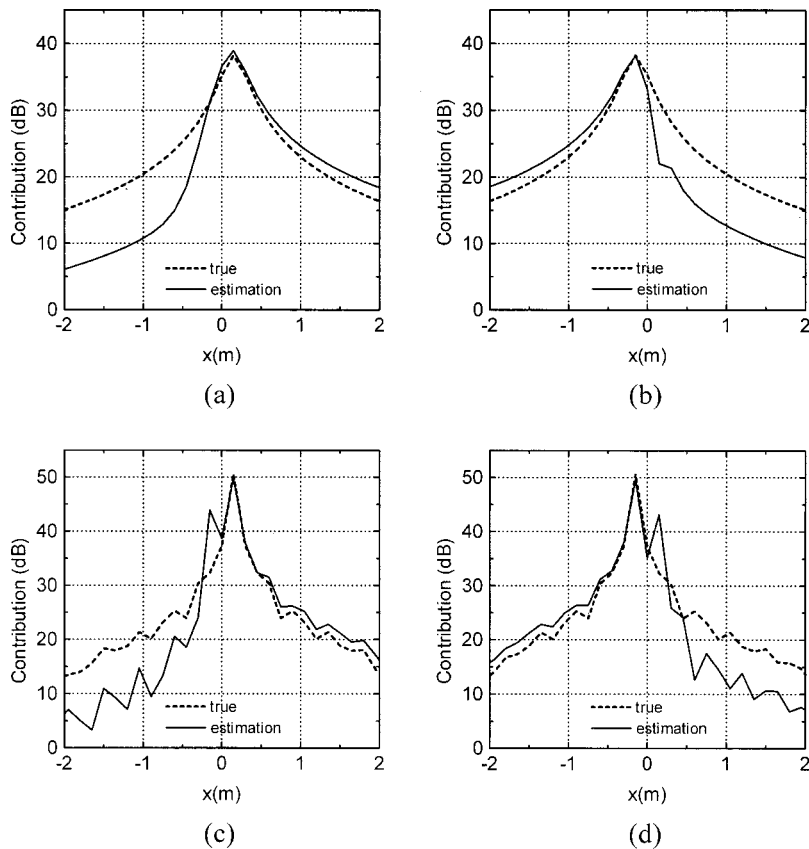 40
30
20
10
0
Contribution (dB)
true
estimation
-2 -1 0 1 2
x(m)
(a)
40
30
20
10
0
Contribution (dB)
true
estimation
-2 -1 0 1 2
x(m)
(b)
50
40
30
20
10
0
Contribution (dB)
true
estimation
-2 -1 0 1 2
x(m)
(c)
50
40
30
20
10
0
Contribution (dB)
true
estimation
-2 -1 0 1 2
x(m)
(d)